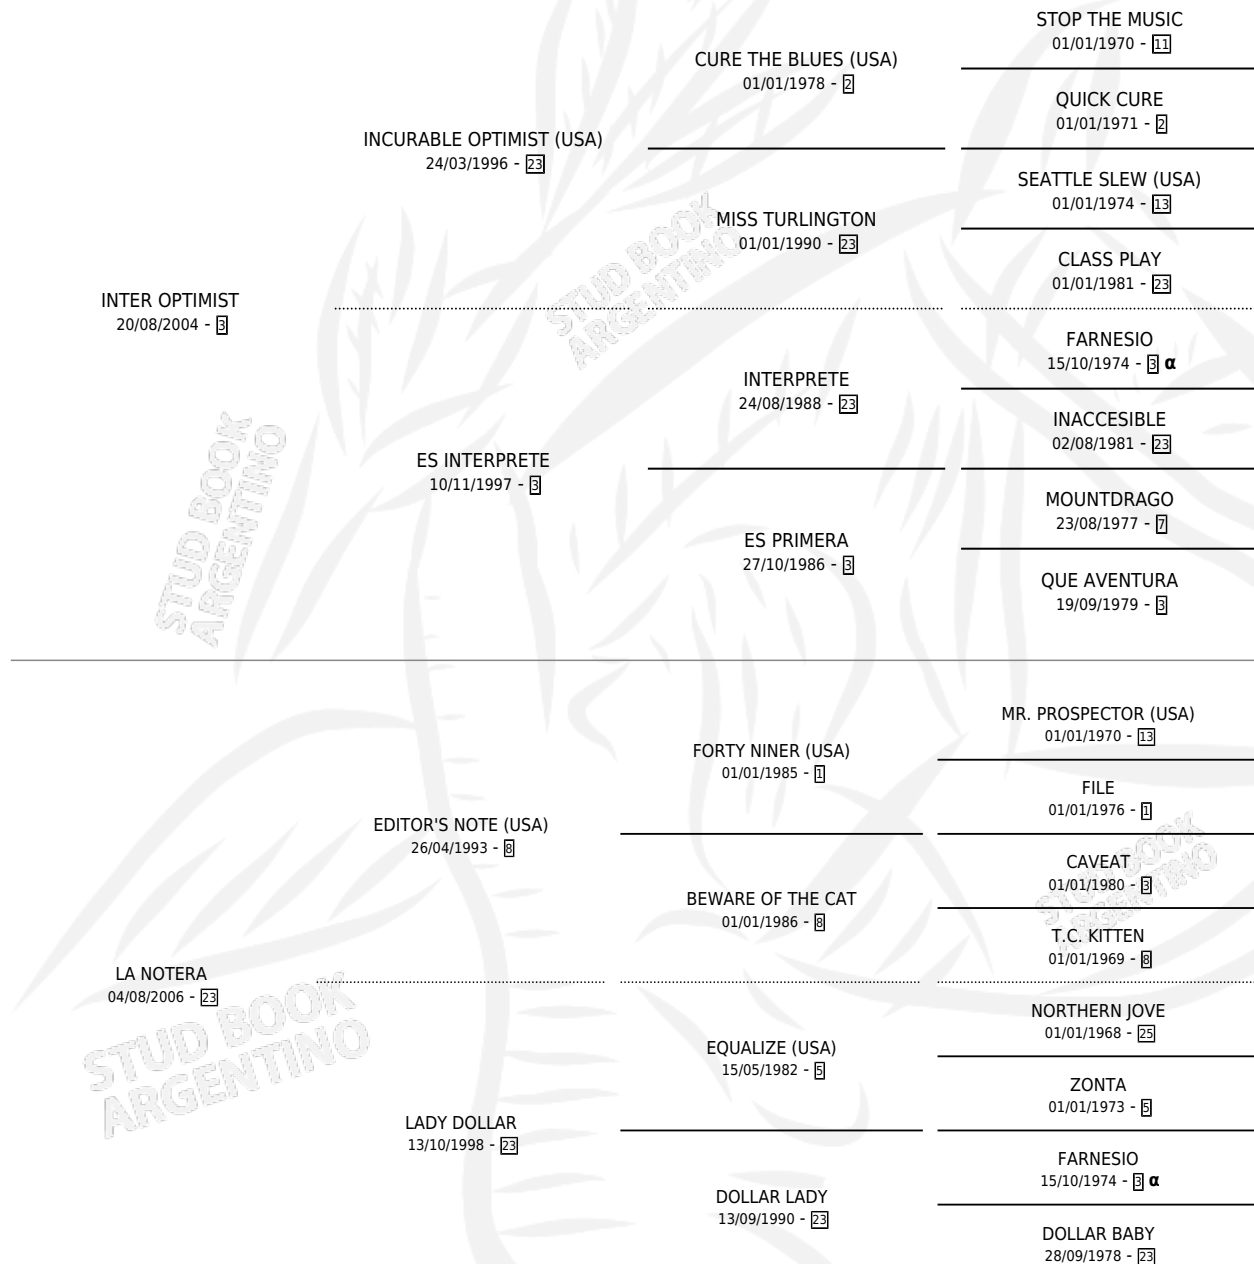 STOP THE MUSIC
01/01/1970 - 11
CURE THE BLUES (USA)
01/01/1978 - 2
QUICK CURE
01/01/1971 - 2
INCURABLE OPTIMIST (USA)
24/03/1996 - 23
SEATTLE SLEW (USA)
01/01/1974 - 13
MISS TURLINGTON
01/01/1990 - 23
CLASS PLAY
01/01/1981 - 23
INTER OPTIMIST
20/08/2004 - 3
FARNESIO
15/10/1974 - 3 α
INTERPRETE
24/08/1988 - 23
INACCESIBLE
02/08/1981 - 23
ES INTERPRETE
10/11/1997 - 3
MOUNTDRAGO
23/08/1977 - 7
ES PRIMERA
27/10/1986 - 3
QUE AVENTURA
19/09/1979 - 3
MR. PROSPECTOR (USA)
01/01/1970 - 13
FORTY NINER (USA)
01/01/1985 - 1
FILE
01/01/1976 - 1
EDITOR'S NOTE (USA)
26/04/1993 - 8
CAVEAT
01/01/1980 - 3
BEWARE OF THE CAT
01/01/1986 - 8
T.C. KITTEN
01/01/1969 - 8
LA NOTERA
04/08/2006 - 23
NORTHERN JOVE
01/01/1968 - 25
EQUALIZE (USA)
15/05/1982 - 5
ZONTA
01/01/1973 - 5
LADY DOLLAR
13/10/1998 - 23
FARNESIO
15/10/1974 - 3 α
DOLLAR LADY
13/09/1990 - 23
DOLLAR BABY
28/09/1978 - 23
STUD BOOK
ARGENTINO
STUD BOOK
ARGENTINO
STUD BOOK
ARGENTINO
STUD BOOK
ARGENTINO